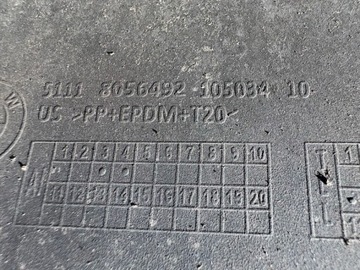 5111 8056492 105034 10
US >PP+EPDM+T20<
1 2 3 4 5 6 7 8 9 10
A
11 12 13 14 15 16 17 18 19 20
M
T